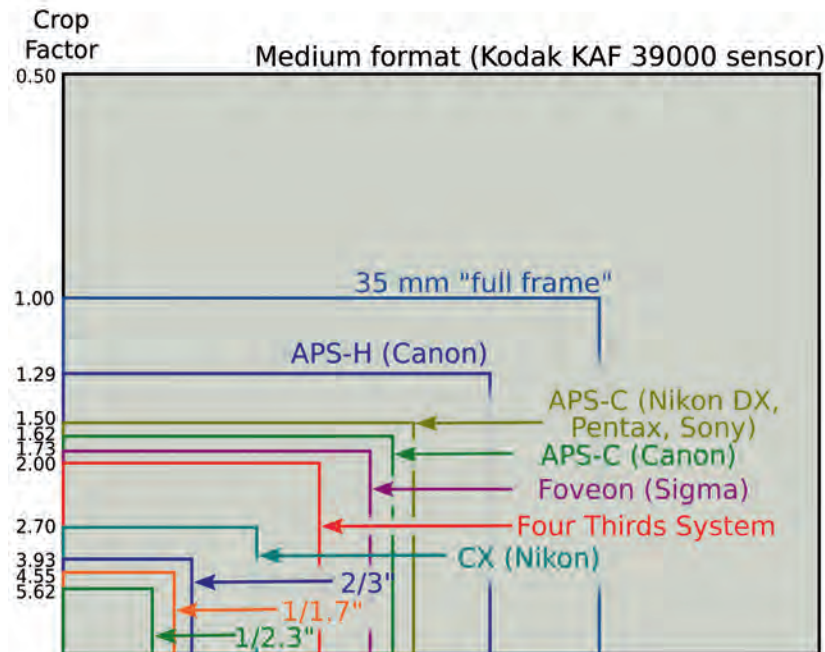 Crop
Factor
Medium format (Kodak KAF 39000 sensor)
0.50
35 mm "full frame"
1.00
APS-H (Canon)
1.29
APS-C (Nikon DX,
Pentax, Sony)
1.50
1.62
APS-C (Canon)
1.73
2.00
Foveon (Sigma)
Four Thirds System
2.70
CX (Nikon)
3.93
2/3"
4.55
5.62
1/1.7"
1/2.3"